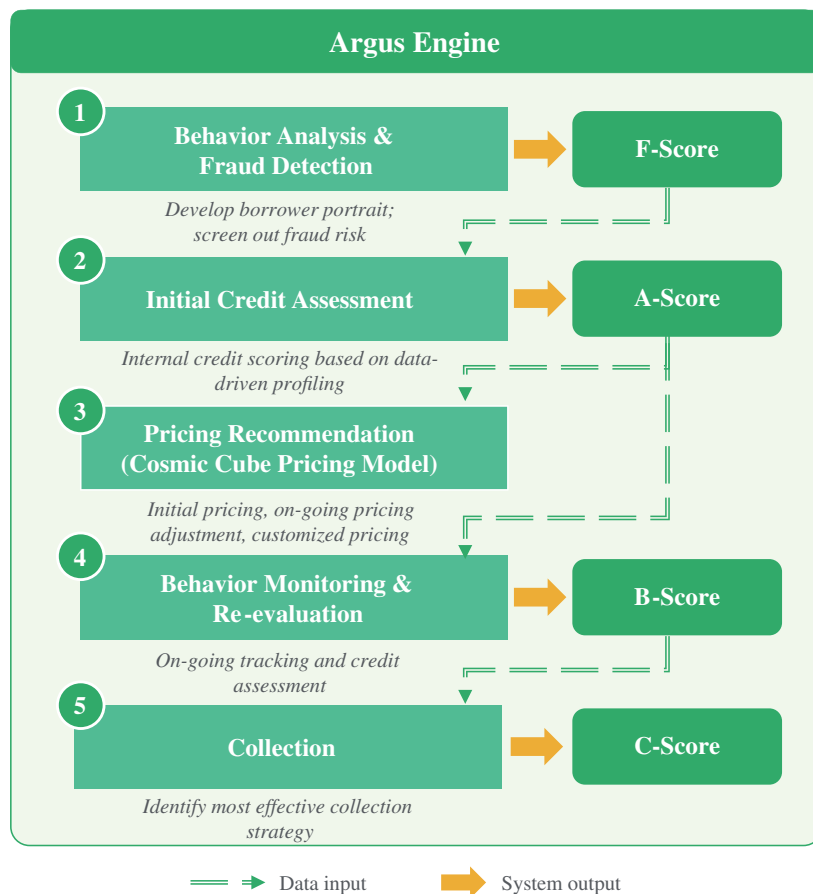 Argus Engine
1
Behavior Analysis &
Fraud Detection
F-Score
Develop borrower portrait;
screen out fraud risk
2
Initial Credit Assessment
A-Score
Internal credit scoring based on data-
driven profiling
3
Pricing Recommendation
(Cosmic Cube Pricing Model)
Initial pricing, on-going pricing
adjustment, customized pricing
4
Behavior Monitoring &
Re-evaluation
B-Score
On-going tracking and credit
assessment
5
Collection
C-Score
Identify most effective collection
strategy
Data input
System output